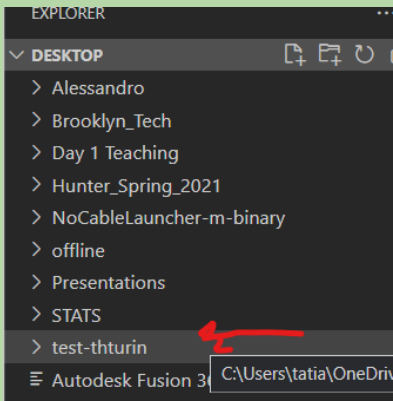 EXPLORER
DESKTOP
Alessandro
Brooklyn_Tech
Day 1 Teaching
Hunter_Spring_2021
NoCableLauncher-m-binary
offline
Presentations
STATS
test-thturin
Autodesk Fusion 3
C:\Users\tatia\OneDriv